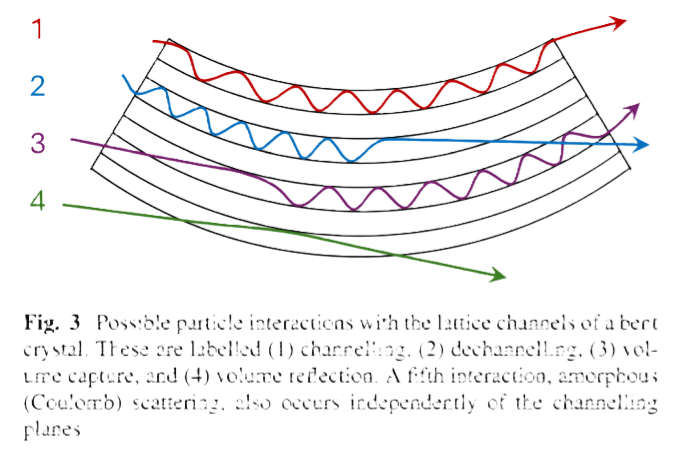 1
2
3
4
Fig. 3 Possible particle interactions with the lattice channels of a bent
crystal. These are labelled (1) channelling, (2) dechannelling, (3) vol-
ume capture, and (4) volume reflection. A fifth interaction, amorphous
(Coulomb) scattering, also occurs independently of the channelling
planes